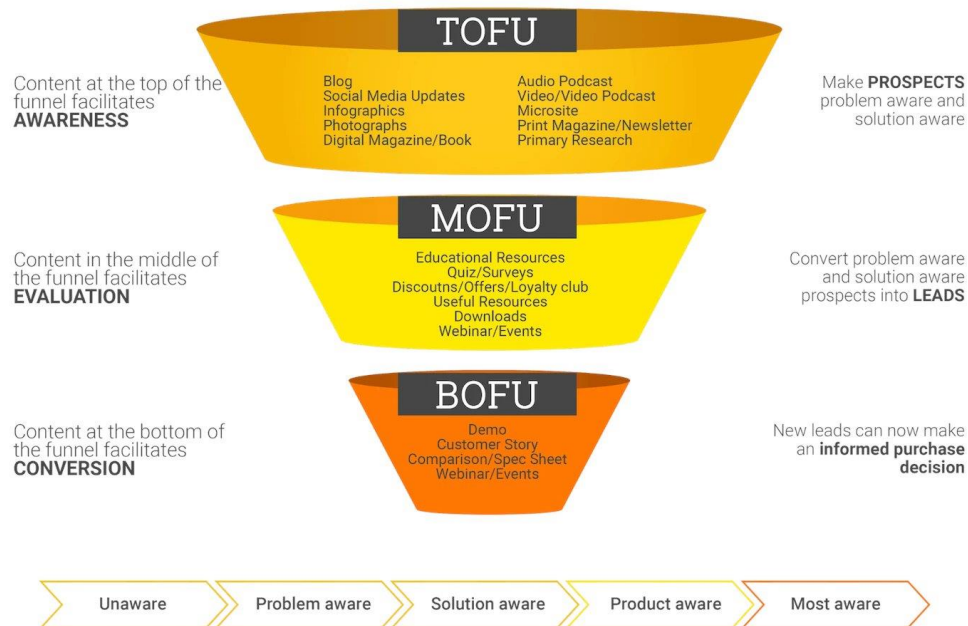 TOFU
Content at the top of the
funnel facilitates
AWARENESS
Blog
Social Media Updates
Infographics
Photographs
Digital Magazine/Book
Audio Podcast
Video/Video Podcast
Microsite
Print Magazine/Newsletter
Primary Research
Make PROSPECTS
problem aware and
solution aware
MOFU
Content in the middle of
the funnel facilitates
EVALUATION
Educational Resources
Quiz/Surveys
Discoutns/Offers/Loyalty club
Useful Resources
Downloads
Webinar/Events
Convert problem aware
and solution aware
prospects into LEADS
BOFU
Content at the bottom of
the funnel facilitates
CONVERSION
Demo
Customer Story
Comparison/Spec Sheet
Webinar/Events
New leads can now make
an informed purchase
decision
Unaware
Problem aware
Solution aware
Product aware
Most aware